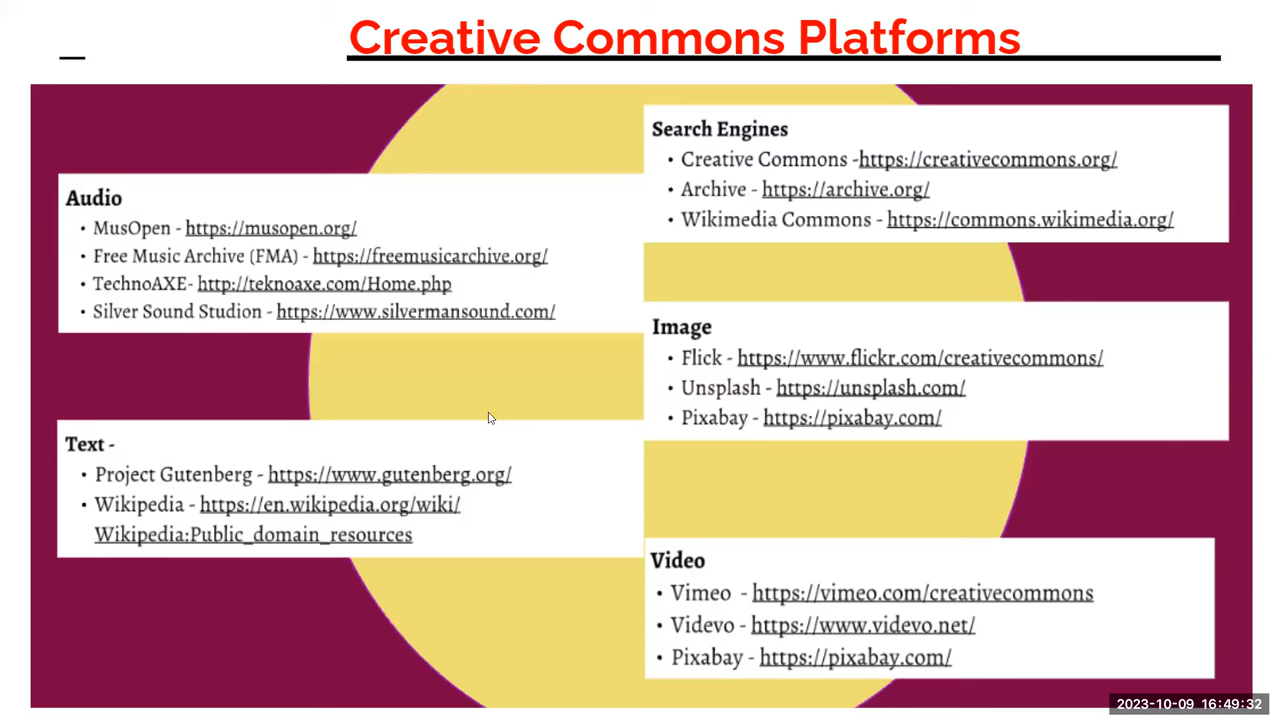 Creative Commons Platforms
Audio
• MusOpen - https://musopen.org/
• Free Music Archive (FMA) - https://freemusicarchive.org/
• TechnoAXE- http://teknoaxe.com/Home.php
• Silver Sound Studion - https://www.silvermansound.com/
Text -
• Project Gutenberg - https://www.gutenberg.org/
• Wikipedia - https://en.wikipedia.org/wiki/
Wikipedia:Public_domain_resources
Search Engines
• Creative Commons -https://creativecommons.org/
• Archive - https://archive.org/
• Wikimedia Commons - https://commons.wikimedia.org/
Image
• Flick - https://www.flickr.com/creativecommons/
• Unsplash - https://unsplash.com/
• Pixabay - https://pixabay.com/
Video
• Vimeo - https://vimeo.com/creativecommons
• Videvo - https://www.videvo.net/
• Pixabay - https://pixabay.com/
2023-10-09 16:49:32